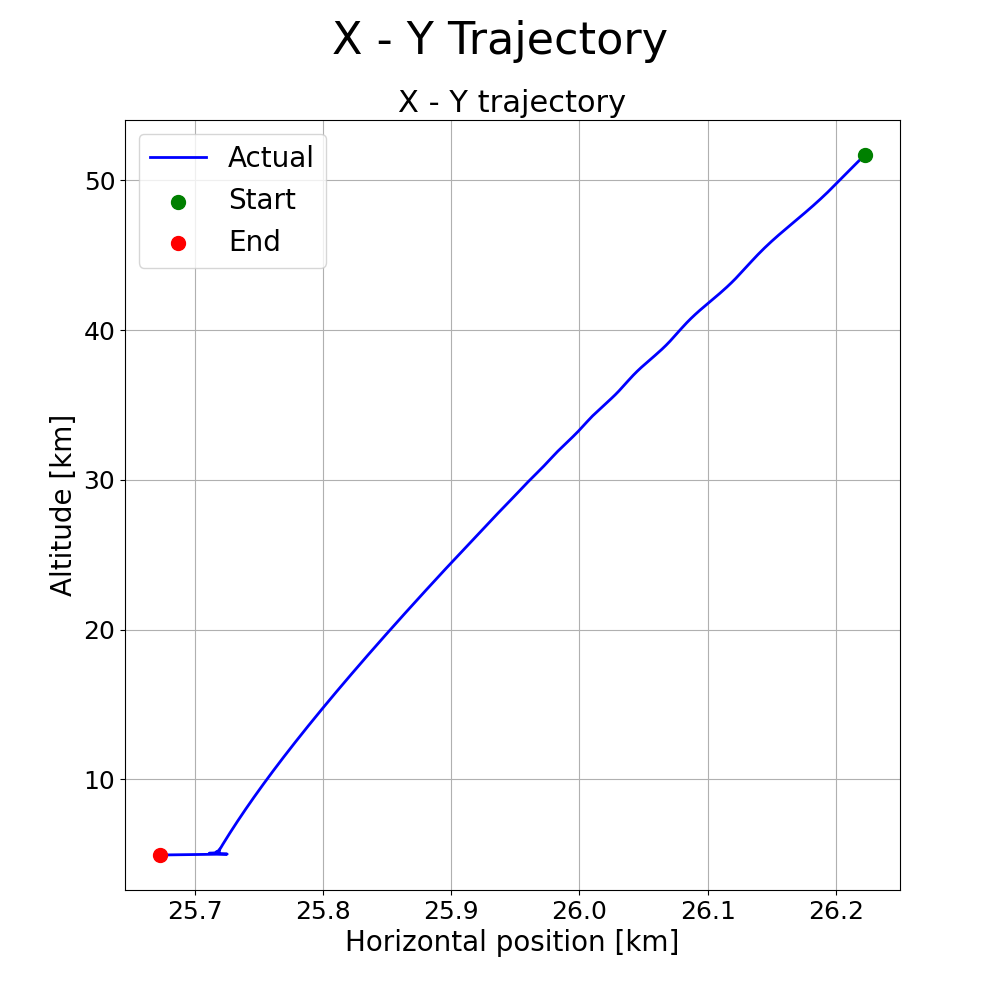 X - Y Trajectory
X - Y trajectory
Actual
Start
End
50
40
30
20
10
Altitude [km]
25.7 25.8 25.9 26.0 26.1 26.2
Horizontal position [km]